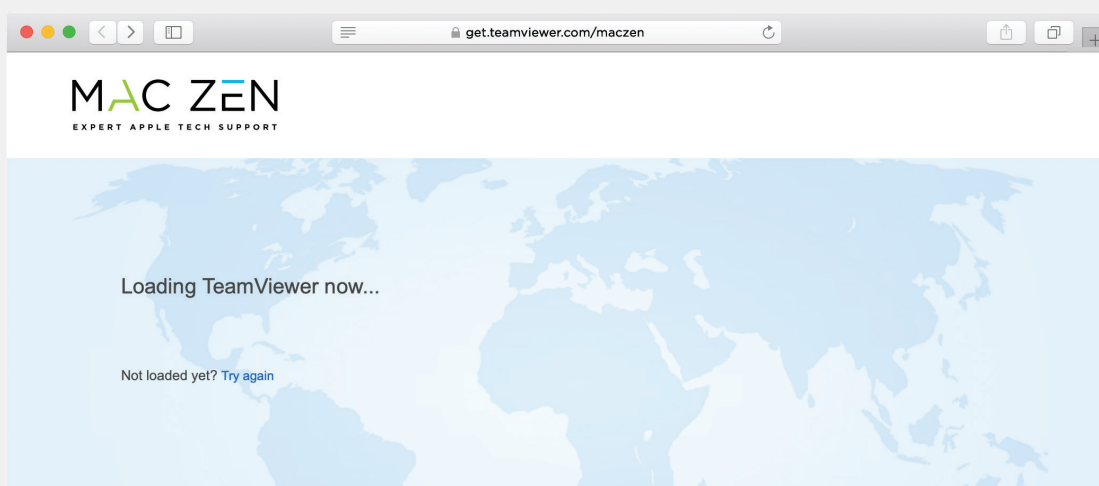 get.teamviewer.com/maczen
MAC ZEN
EXPERT APPLE TECH SUPPORT
Loading TeamViewer now...
Not loaded yet? Try again